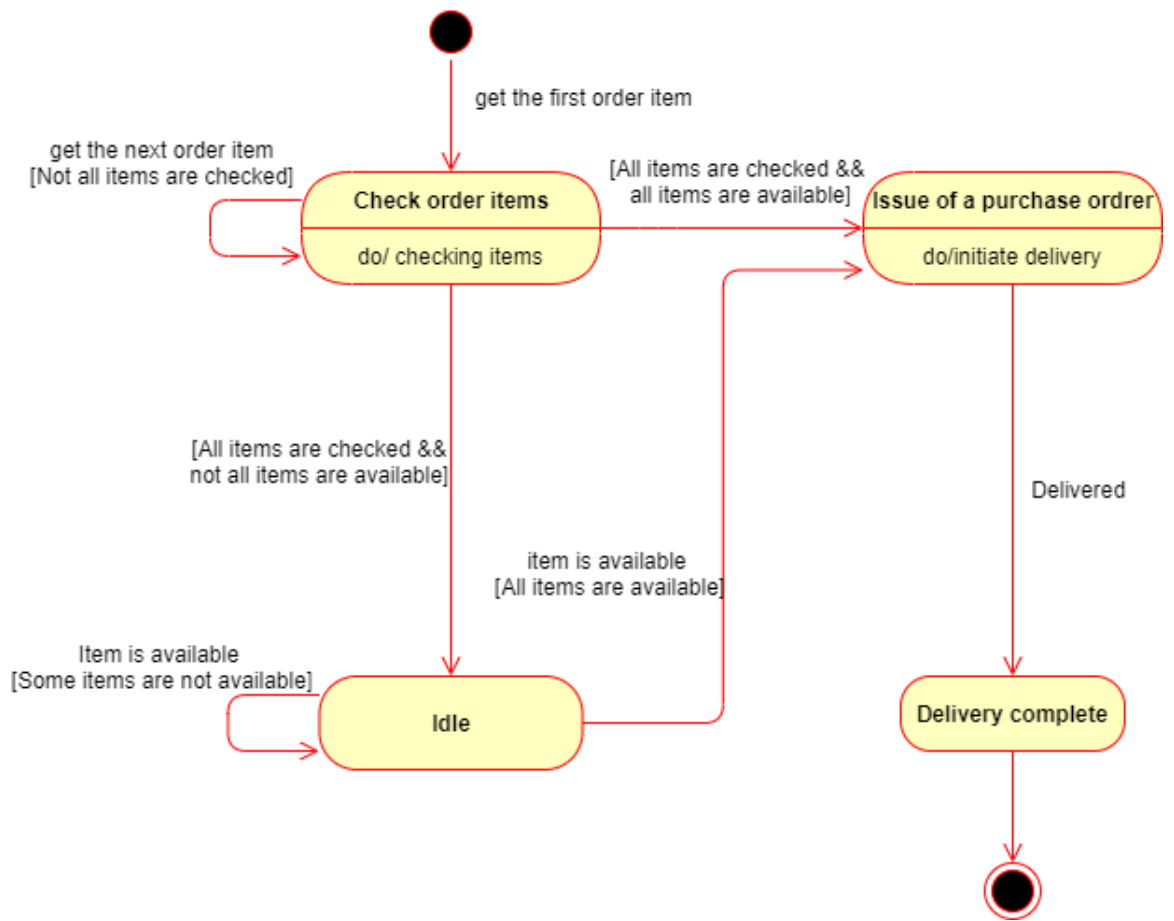 get the first order item
get the next order item
[Not all items are checked]
[All items are checked &&
all items are available]
Check order items
do/ checking items
Issue of a purchase ordrer
do/initiate delivery
[All items are checked &&
not all items are available]
Delivered
item is available
[All items are available]
Item is available
[Some items are not available]
Idle
Delivery complete